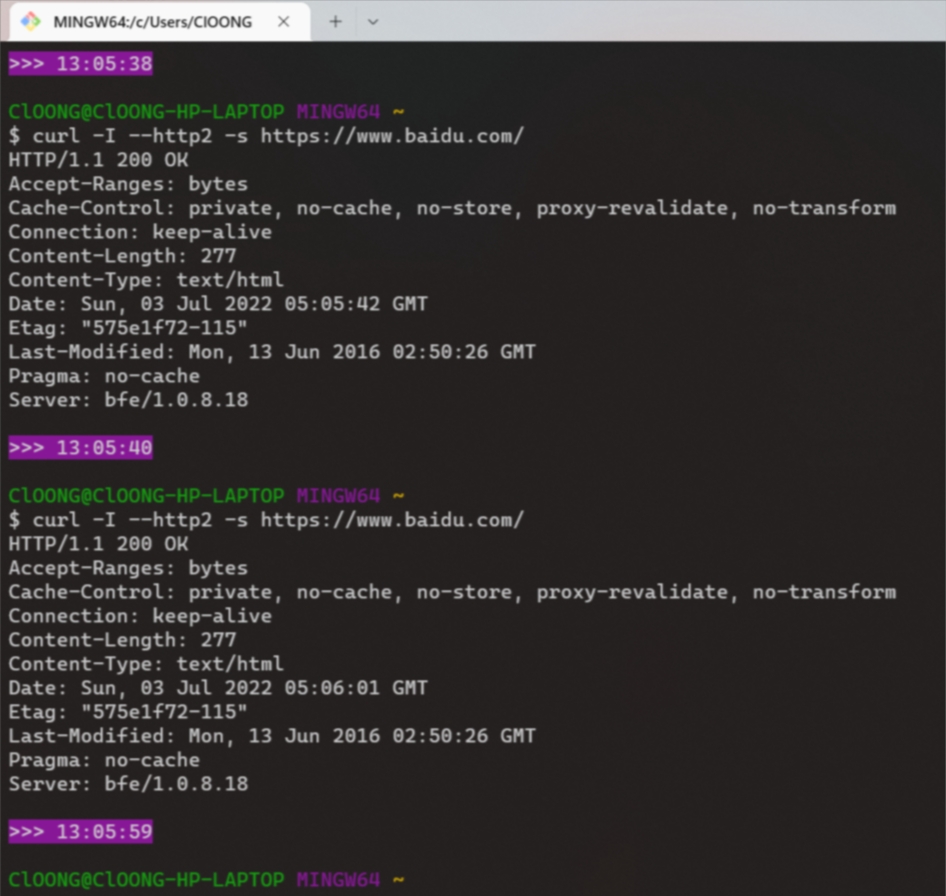 MINGW64:/c/Users/ClOONG
>>> 13:05:38
ClOONG@ClOONG-HP-LAPTOP MINGW64 ~
$ curl -I --http2 -s https://www.baidu.com/
HTTP/1.1 200 OK
Accept-Ranges: bytes
Cache-Control: private, no-cache, no-store, proxy-revalidate, no-transform
Connection: keep-alive
Content-Length: 277
Content-Type: text/html
Date: Sun, 03 Jul 2022 05:05:42 GMT
Etag: "575e1f72-115"
Last-Modified: Mon, 13 Jun 2016 02:50:26 GMT
Pragma: no-cache
Server: bfe/1.0.8.18
>>> 13:05:40
ClOONG@ClOONG-HP-LAPTOP MINGW64 ~
$ curl -I --http2 -s https://www.baidu.com/
HTTP/1.1 200 OK
Accept-Ranges: bytes
Cache-Control: private, no-cache, no-store, proxy-revalidate, no-transform
Connection: keep-alive
Content-Length: 277
Content-Type: text/html
Date: Sun, 03 Jul 2022 05:06:01 GMT
Etag: "575e1f72-115"
Last-Modified: Mon, 13 Jun 2016 02:50:26 GMT
Pragma: no-cache
Server: bfe/1.0.8.18
>>> 13:05:59
ClOONG@ClOONG-HP-LAPTOP MINGW64 ~